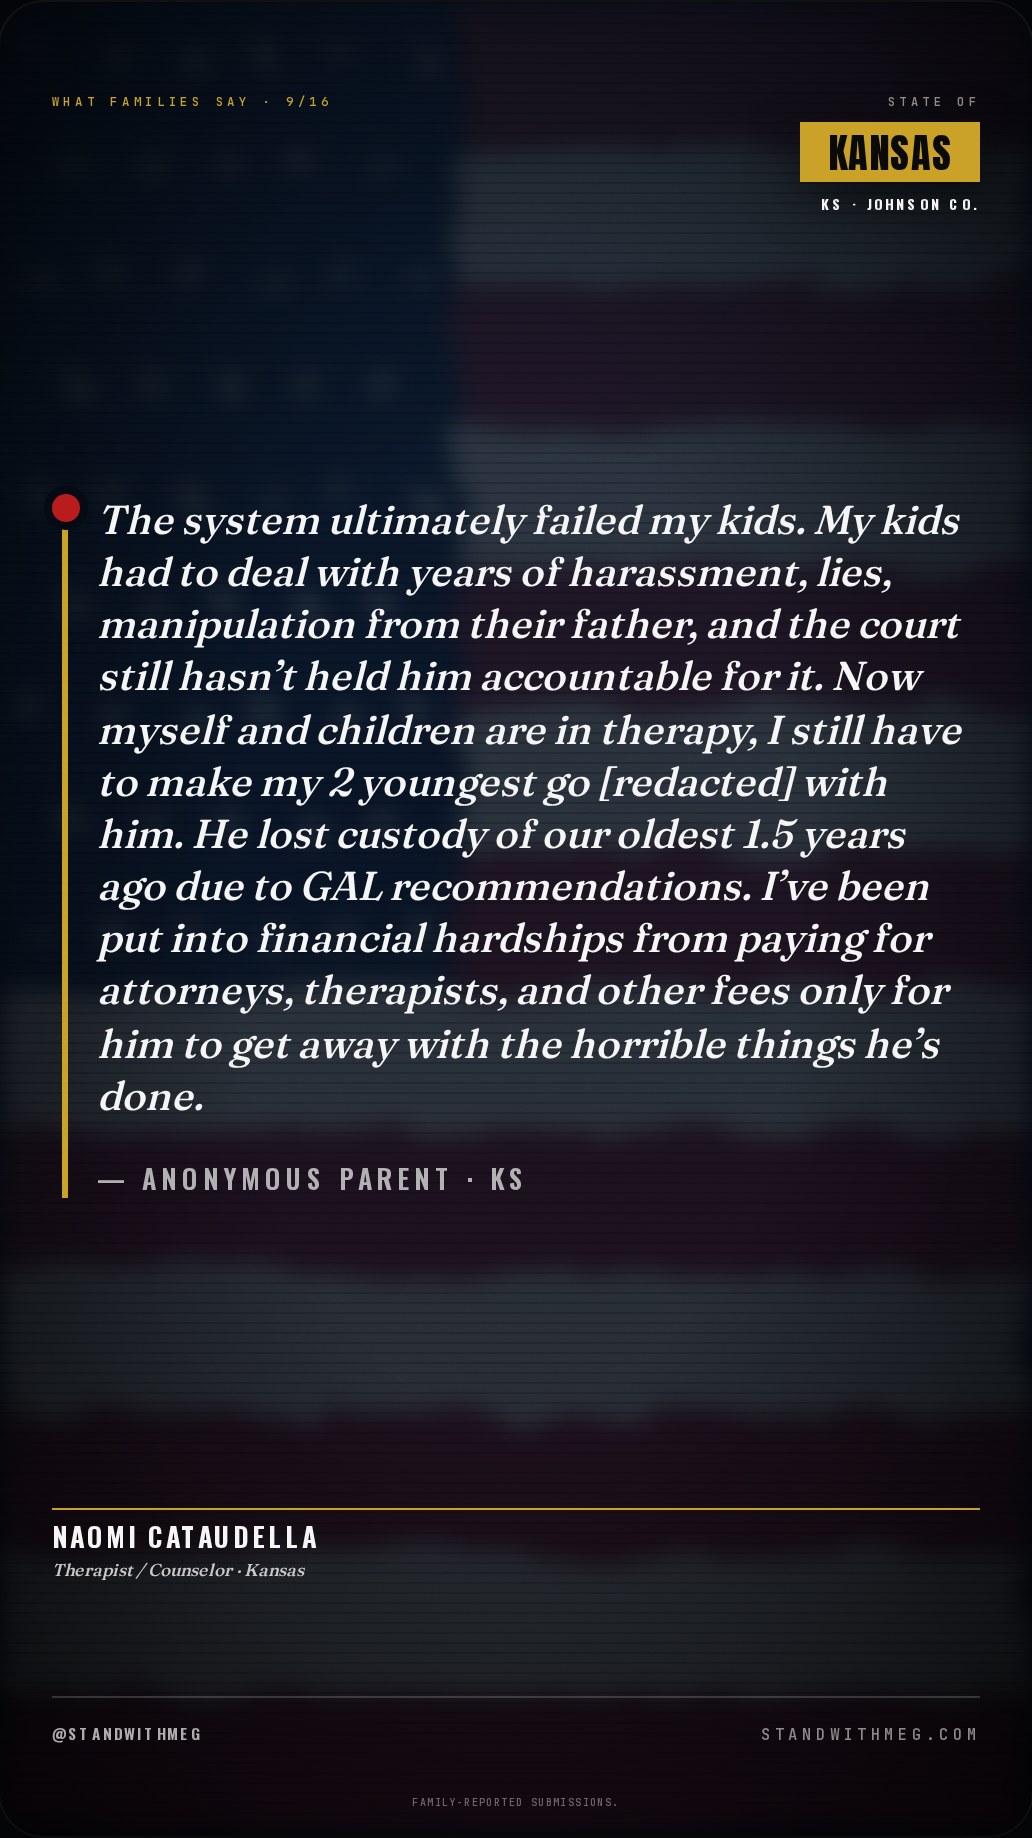 WHAT FAMILIES SAY · 9/16
STATE OF
KANSAS
KS · JOHNSON CO.
The system ultimately failed my kids. My kids
had to deal with years of harassment, lies,
manipulation from their father, and the court
still hasn’t held him accountable for it. Now
myself and children are in therapy, I still have
to make my 2 youngest go [redacted] with
him. He lost custody of our oldest 1.5 years
ago due to GAL recommendations. I’ve been
put into financial hardships from paying for
attorneys, therapists, and other fees only for
him to get away with the horrible things he’s
done.
— ANONYMOUS PARENT · KS
NAOMI CATAUDELLA
Therapist / Counselor · Kansas
@STANDWITHMEG
STANDWITHMEG.COM
FAMILY-REPORTED SUBMISSIONS.